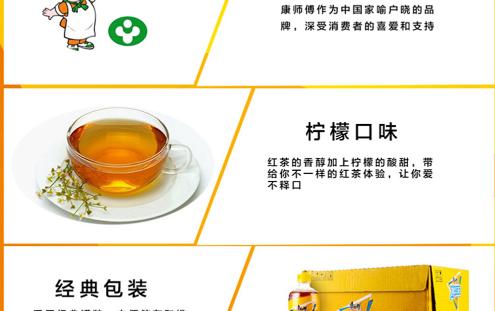 康师傅作为中国家喻户晓的品
牌，深受消费者的喜爱和支持
柠檬口味
红茶的香醇加上柠檬的酸甜，带
给你不一样的红茶体验，让你爱
不释口
经典包装